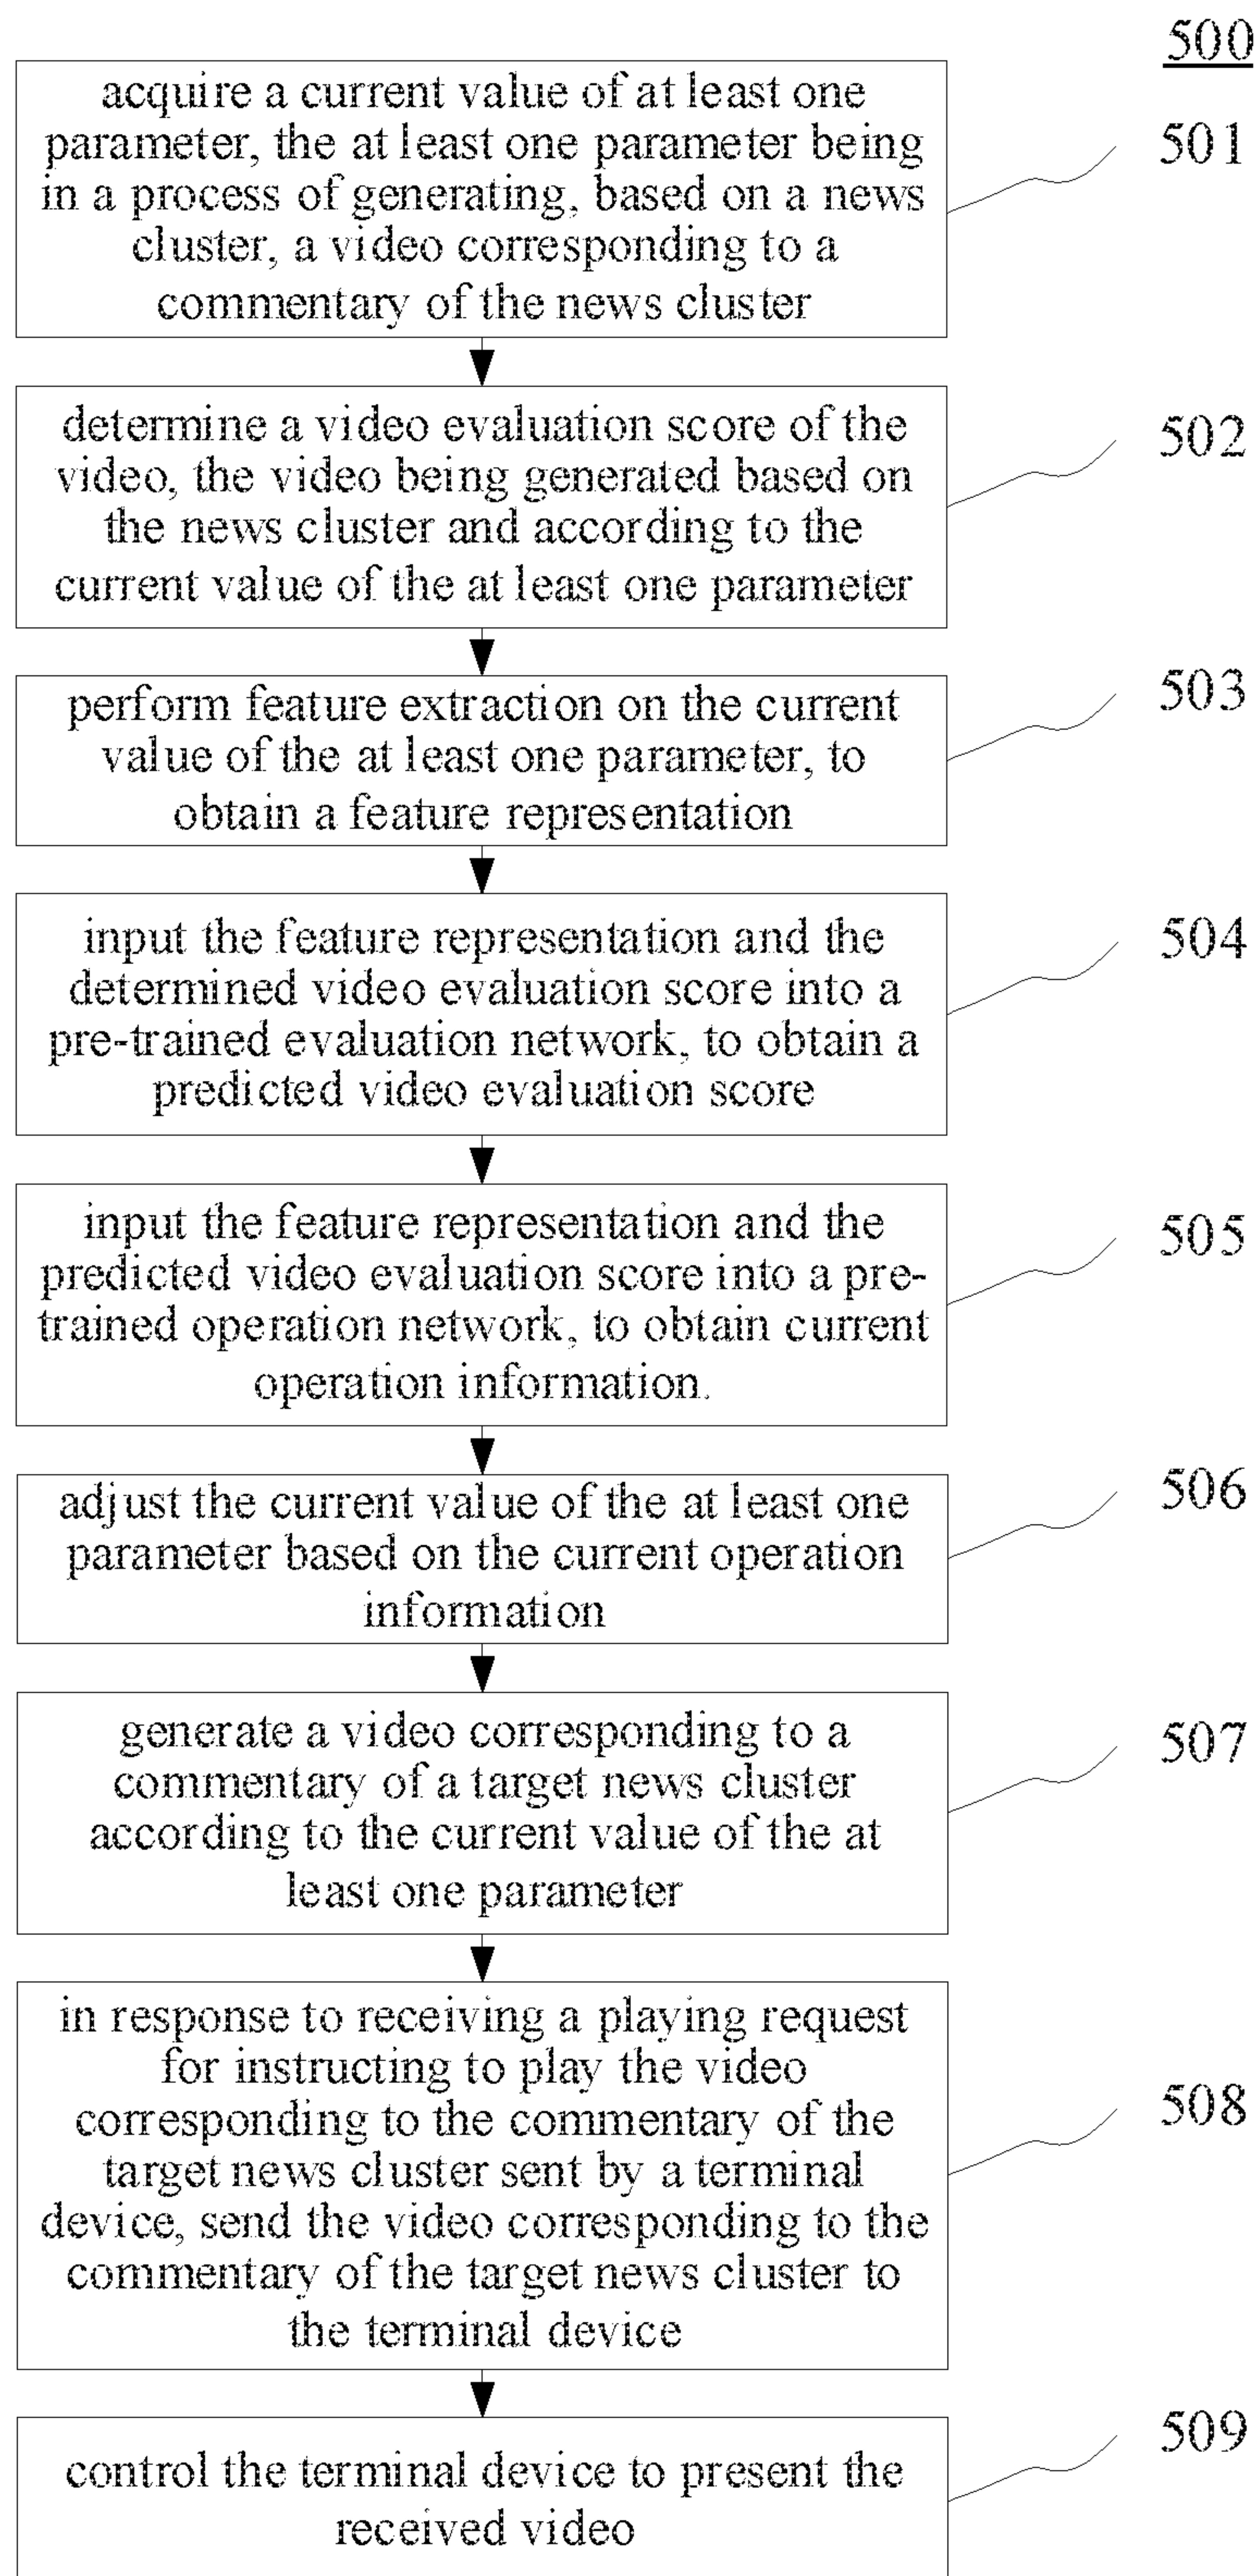 500
acquire a current value of at least one
parameter, the at least one parameter being
in a process of generating, based on a news
cluster, a video corresponding to a
commentary of the news cluster
501
determine a video evaluation score of the
video, the video being generated based on
the news cluster and according to the
current value of the at least one parameter
502
perform feature extraction on the current
value of the at least one parameter, to
obtain a feature representation
503
input the feature representation and the
determined video evaluation score into a
pre-trained evaluation network, to obtain a
predicted video evaluation score
504
input the feature representation and the
predicted video evaluation score into a pre-
trained operation network, to obtain current
operation information.
505
adjust the current value of the at least one
parameter based on the current operation
information
506
generate a video corresponding to a
commentary of a target news cluster
according to the current value of the at
least one parameter
507
in response to receiving a playing request
for instructing to play the video
corresponding to the commentary of the
target news cluster sent by a terminal
device, send the video corresponding to the
commentary of the target news cluster to
the terminal device
508
control the terminal device to present the
received video
509